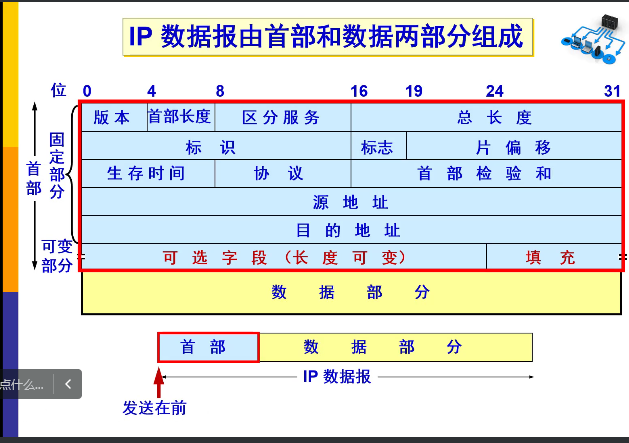 IP 数据报由首部和数据两部分组成
位 0 4 8 16 19 24 31
版本 首部长度 区分服务 总长度
标识 标志 片偏移
生存时间 协议 首部检验和
源地址
目的地址
可选字段（长度可变） 填充
数据部分
首部
固定部分
可变部分
首部 数据部分
IP 数据报
发送在前
点什么...